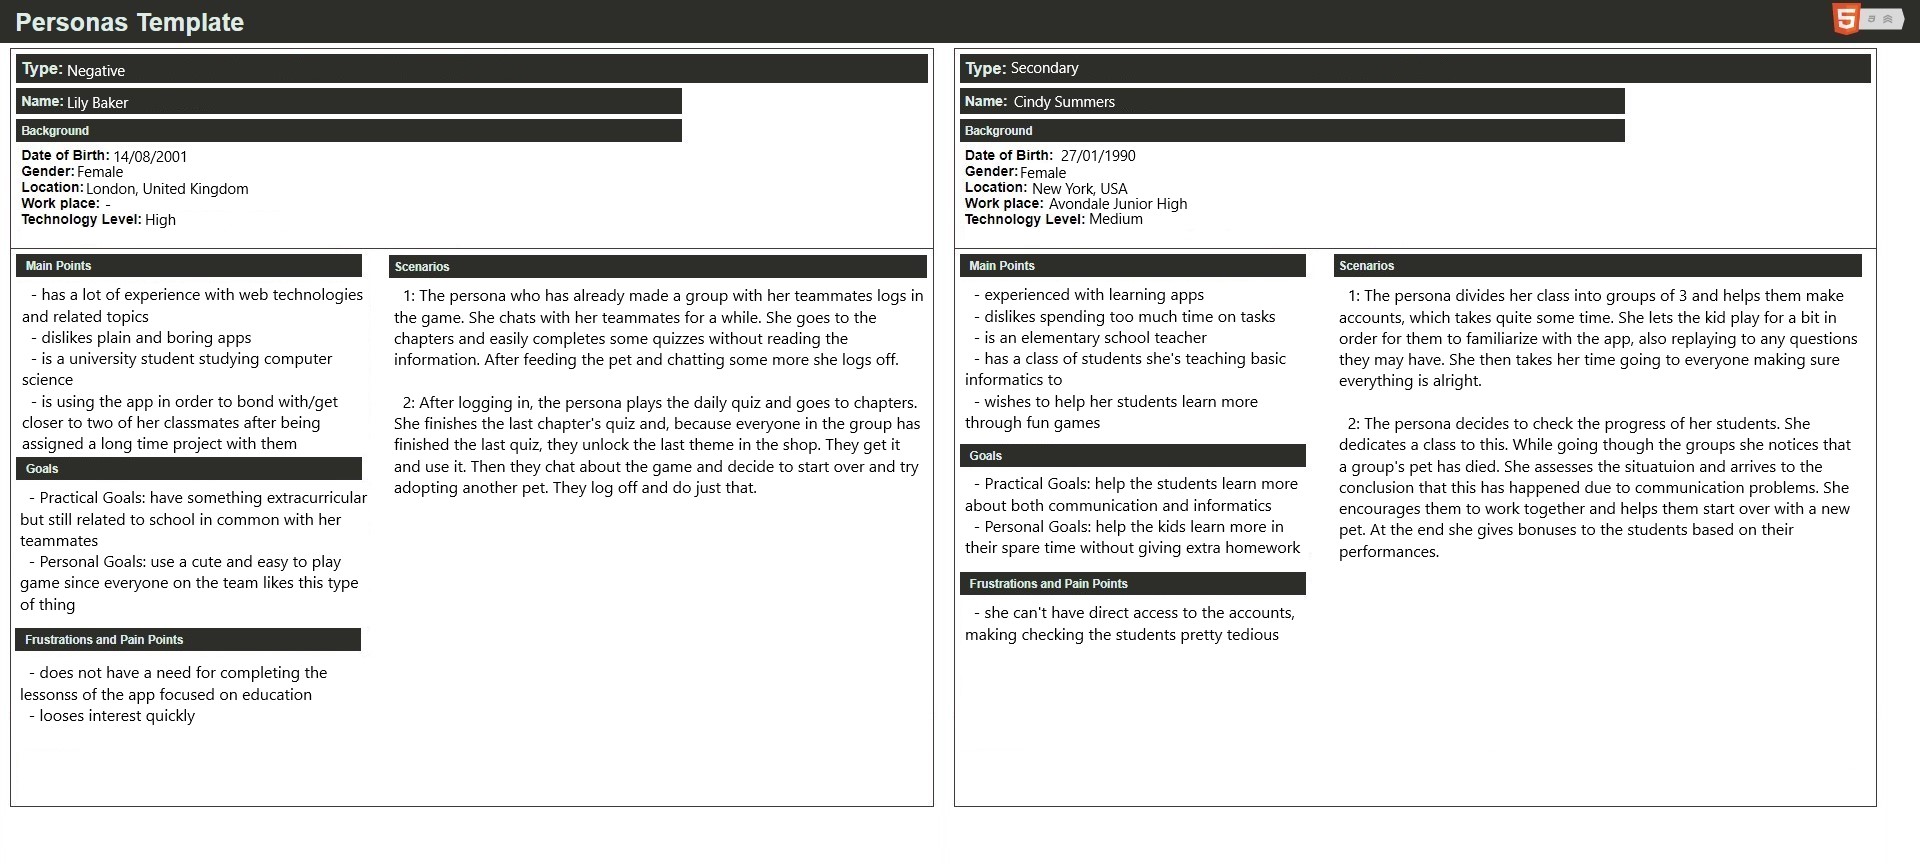 Personas Template
Type: Negative
Name: Lily Baker
Background
Date of Birth: 14/08/2001
Gender: Female
Location: London, United Kingdom
Work place: -
Technology Level: High
Main Points
- has a lot of experience with web technologies
and related topics
- dislikes plain and boring apps
- is a university student studying computer
science
- is using the app in order to bond with/get
closer to two of her classmates after being
assigned a long time project with them
Goals
- Practical Goals: have something extracurricular
but still related to school in common with her
teammates
- Personal Goals: use a cute and easy to play
game since everyone on the team likes this type
of thing
Frustrations and Pain Points
- does not have a need for completing the
lessonss of the app focused on education
- looses interest quickly
Scenarios
1: The persona who has already made a group with her teammates logs in
the game. She chats with her teammates for a while. She goes to the
chapters and easily completes some quizzes without reading the
information. After feeding the pet and chatting some more she logs off.
2: After logging in, the persona plays the daily quiz and goes to chapters.
She finishes the last chapter's quiz and, because everyone in the group has
finished the last quiz, they unlock the last theme in the shop. They get it
and use it. Then they chat about the game and decide to start over and try
adopting another pet. They log off and do just that.
Type: Secondary
Name: Cindy Summers
Background
Date of Birth: 27/01/1990
Gender: Female
Location: New York, USA
Work place: Avondale Junior High
Technology Level: Medium
Main Points
- experienced with learning apps
- dislikes spending too much time on tasks
- is an elementary school teacher
- has a class of students she's teaching basic
informatics to
- wishes to help her students learn more
through fun games
Goals
- Practical Goals: help the students learn more
about both communication and informatics
- Personal Goals: help the kids learn more in
their spare time without giving extra homework
Frustrations and Pain Points
- she can't have direct access to the accounts,
making checking the students pretty tedious
Scenarios
1: The persona divides her class into groups of 3 and helps them make
accounts, which takes quite some time. She lets the kid play for a bit in
order for them to familiarize with the app, also replaying to any questions
they may have. She then takes her time going to everyone making sure
everything is alright.
2: The persona decides to check the progress of her students. She
dedicates a class to this. While going though the groups she notices that
a group's pet has died. She assesses the situatuion and arrives to the
conclusion that this has happened due to communication problems. She
encourages them to work together and helps them start over with a new
pet. At the end she gives bonuses to the students based on their
performances.